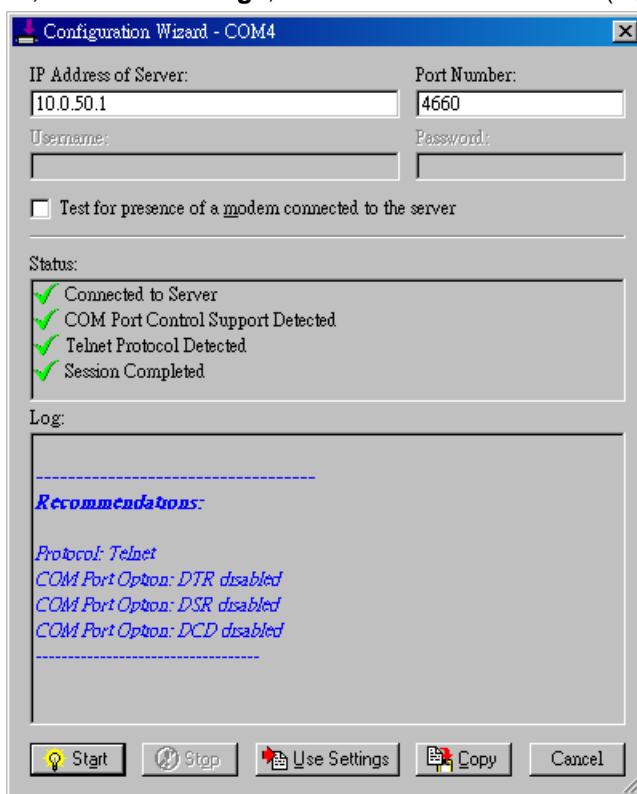 Configuration Wizard - COM4
IP Address of Server: Port Number:
10.0.50.1 4660
Username: Password:
Test for presence of a modem connected to the server
Status:
Connected to Server
COM Port Control Support Detected
Telnet Protocol Detected
Session Completed
Log:
-----------------------------------
Recommendations:
Protocol: Telnet
COM Port Option: DTR disabled
COM Port Option: DSR disabled
COM Port Option: DCD disabled
-----------------------------------
Start Stop Use Settings Copy Cancel